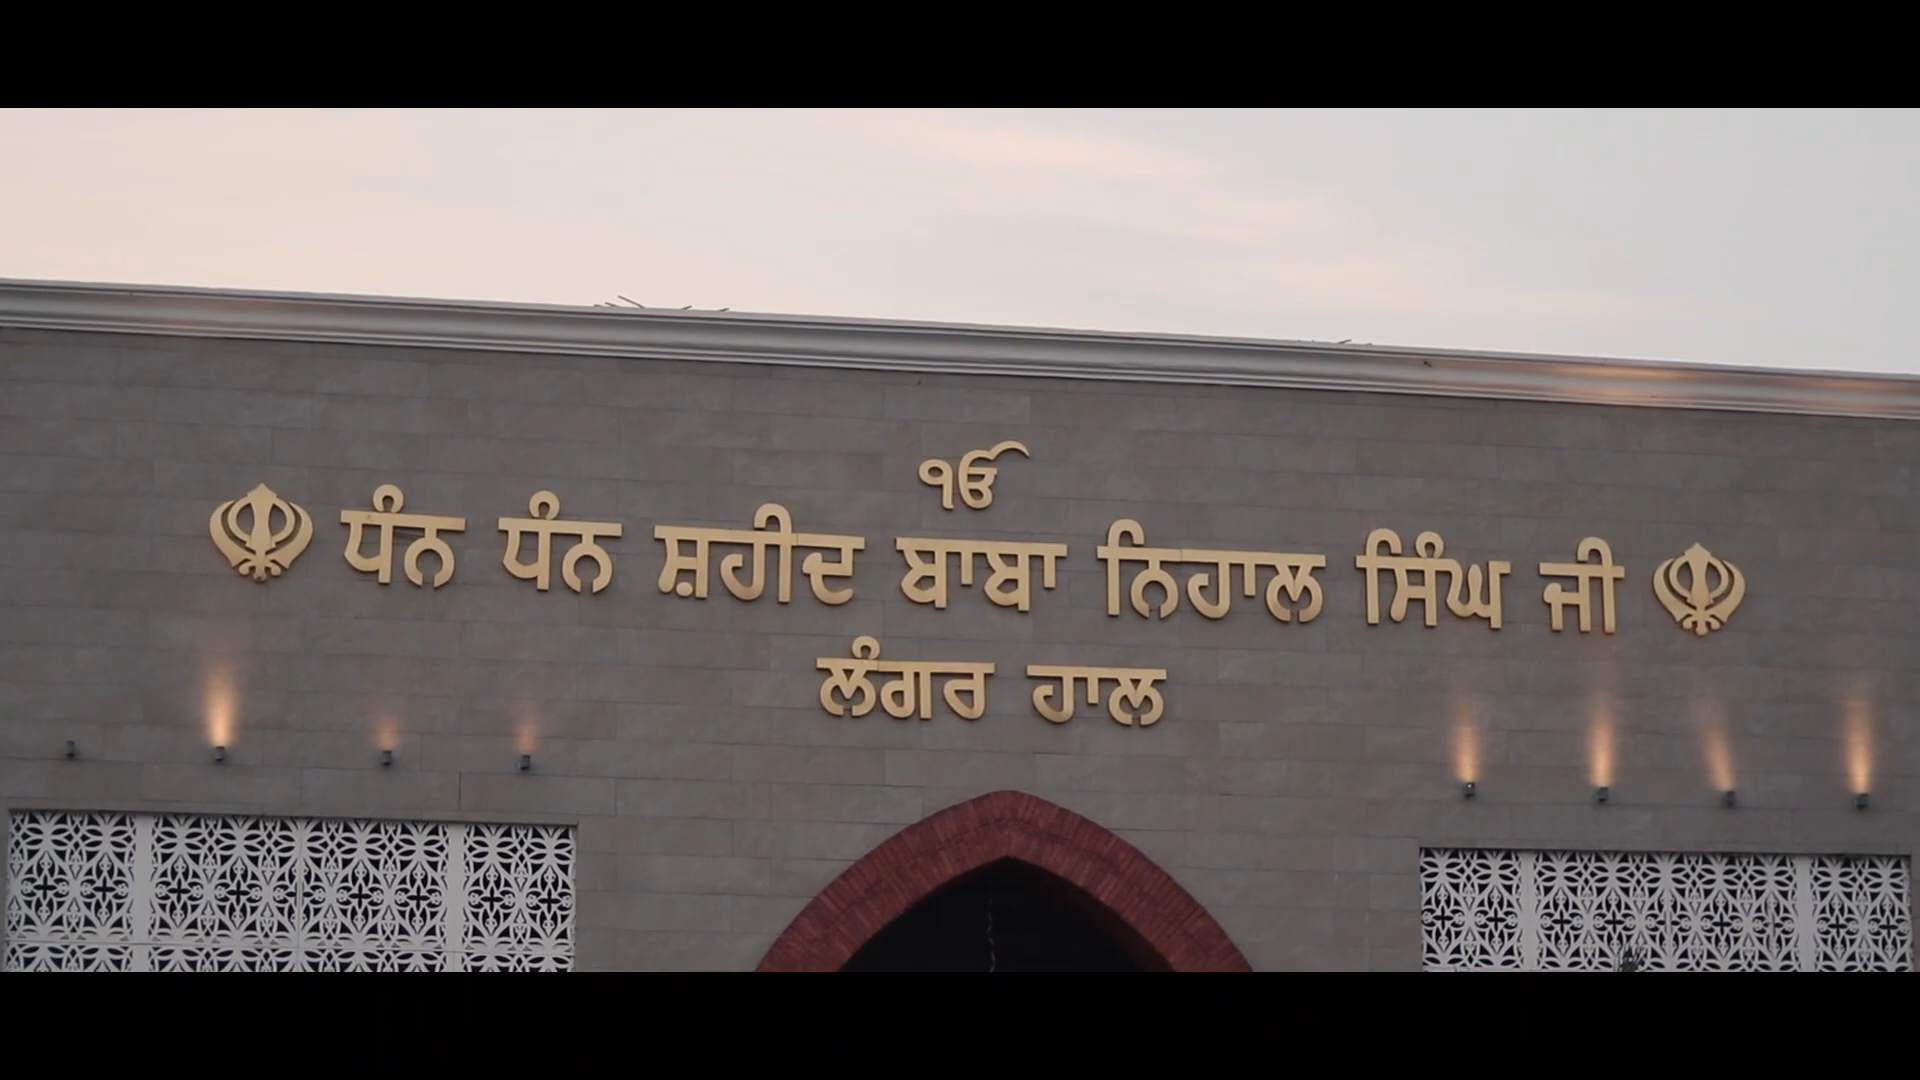 ੴ
ਧੰਨ ਧੰਨ ਸ਼ਹੀਦ ਬਾਬਾ ਨਿਹਾਲ ਸਿੰਘ ਜੀ
ਲੰਗਰ ਹਾਲ